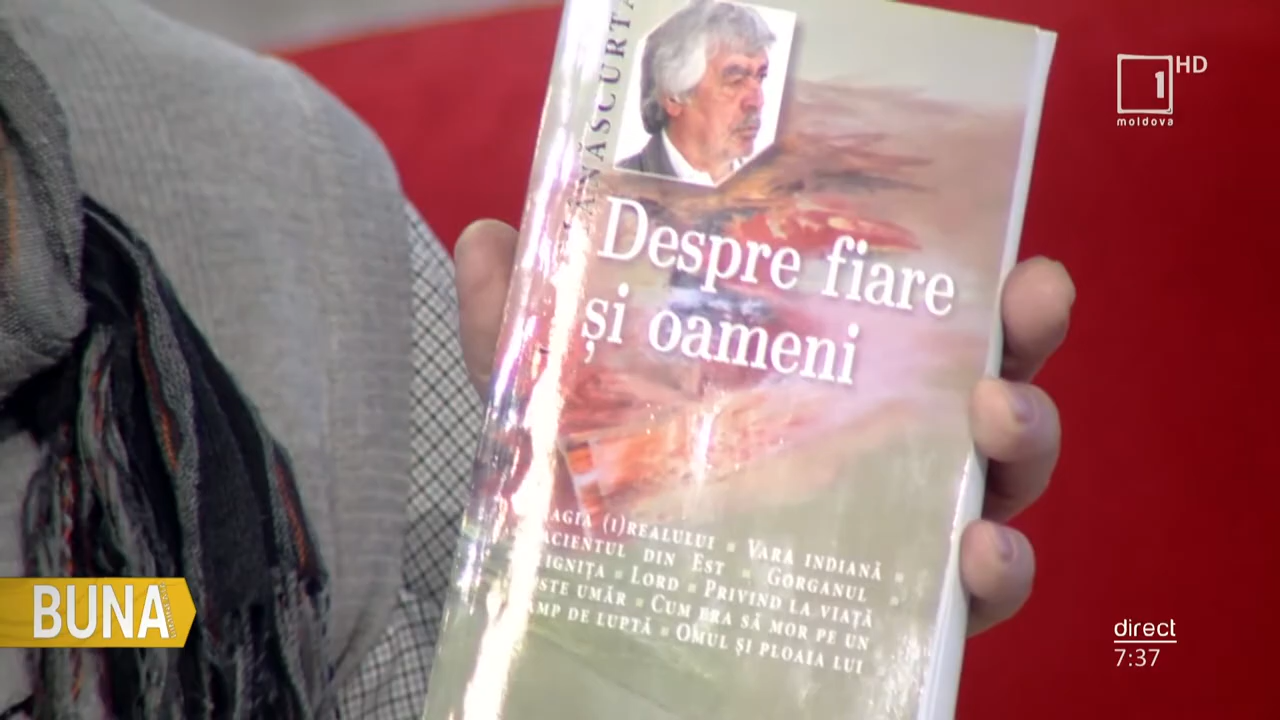 Despre fiare
și oameni
(I)REALULUI ▪ VARA INDIANĂ ▪
DIN EST ▪ GORGANUL ▪
LORD ▪ PRIVIND LA VIAȚĂ
UMĂR ▪ CUM ERA SĂ MOR PE UN
DE LUPTĂ ▪ OMUL ȘI PLOAIA LUI
1 HD
moldova
BUNA
direct
7:37